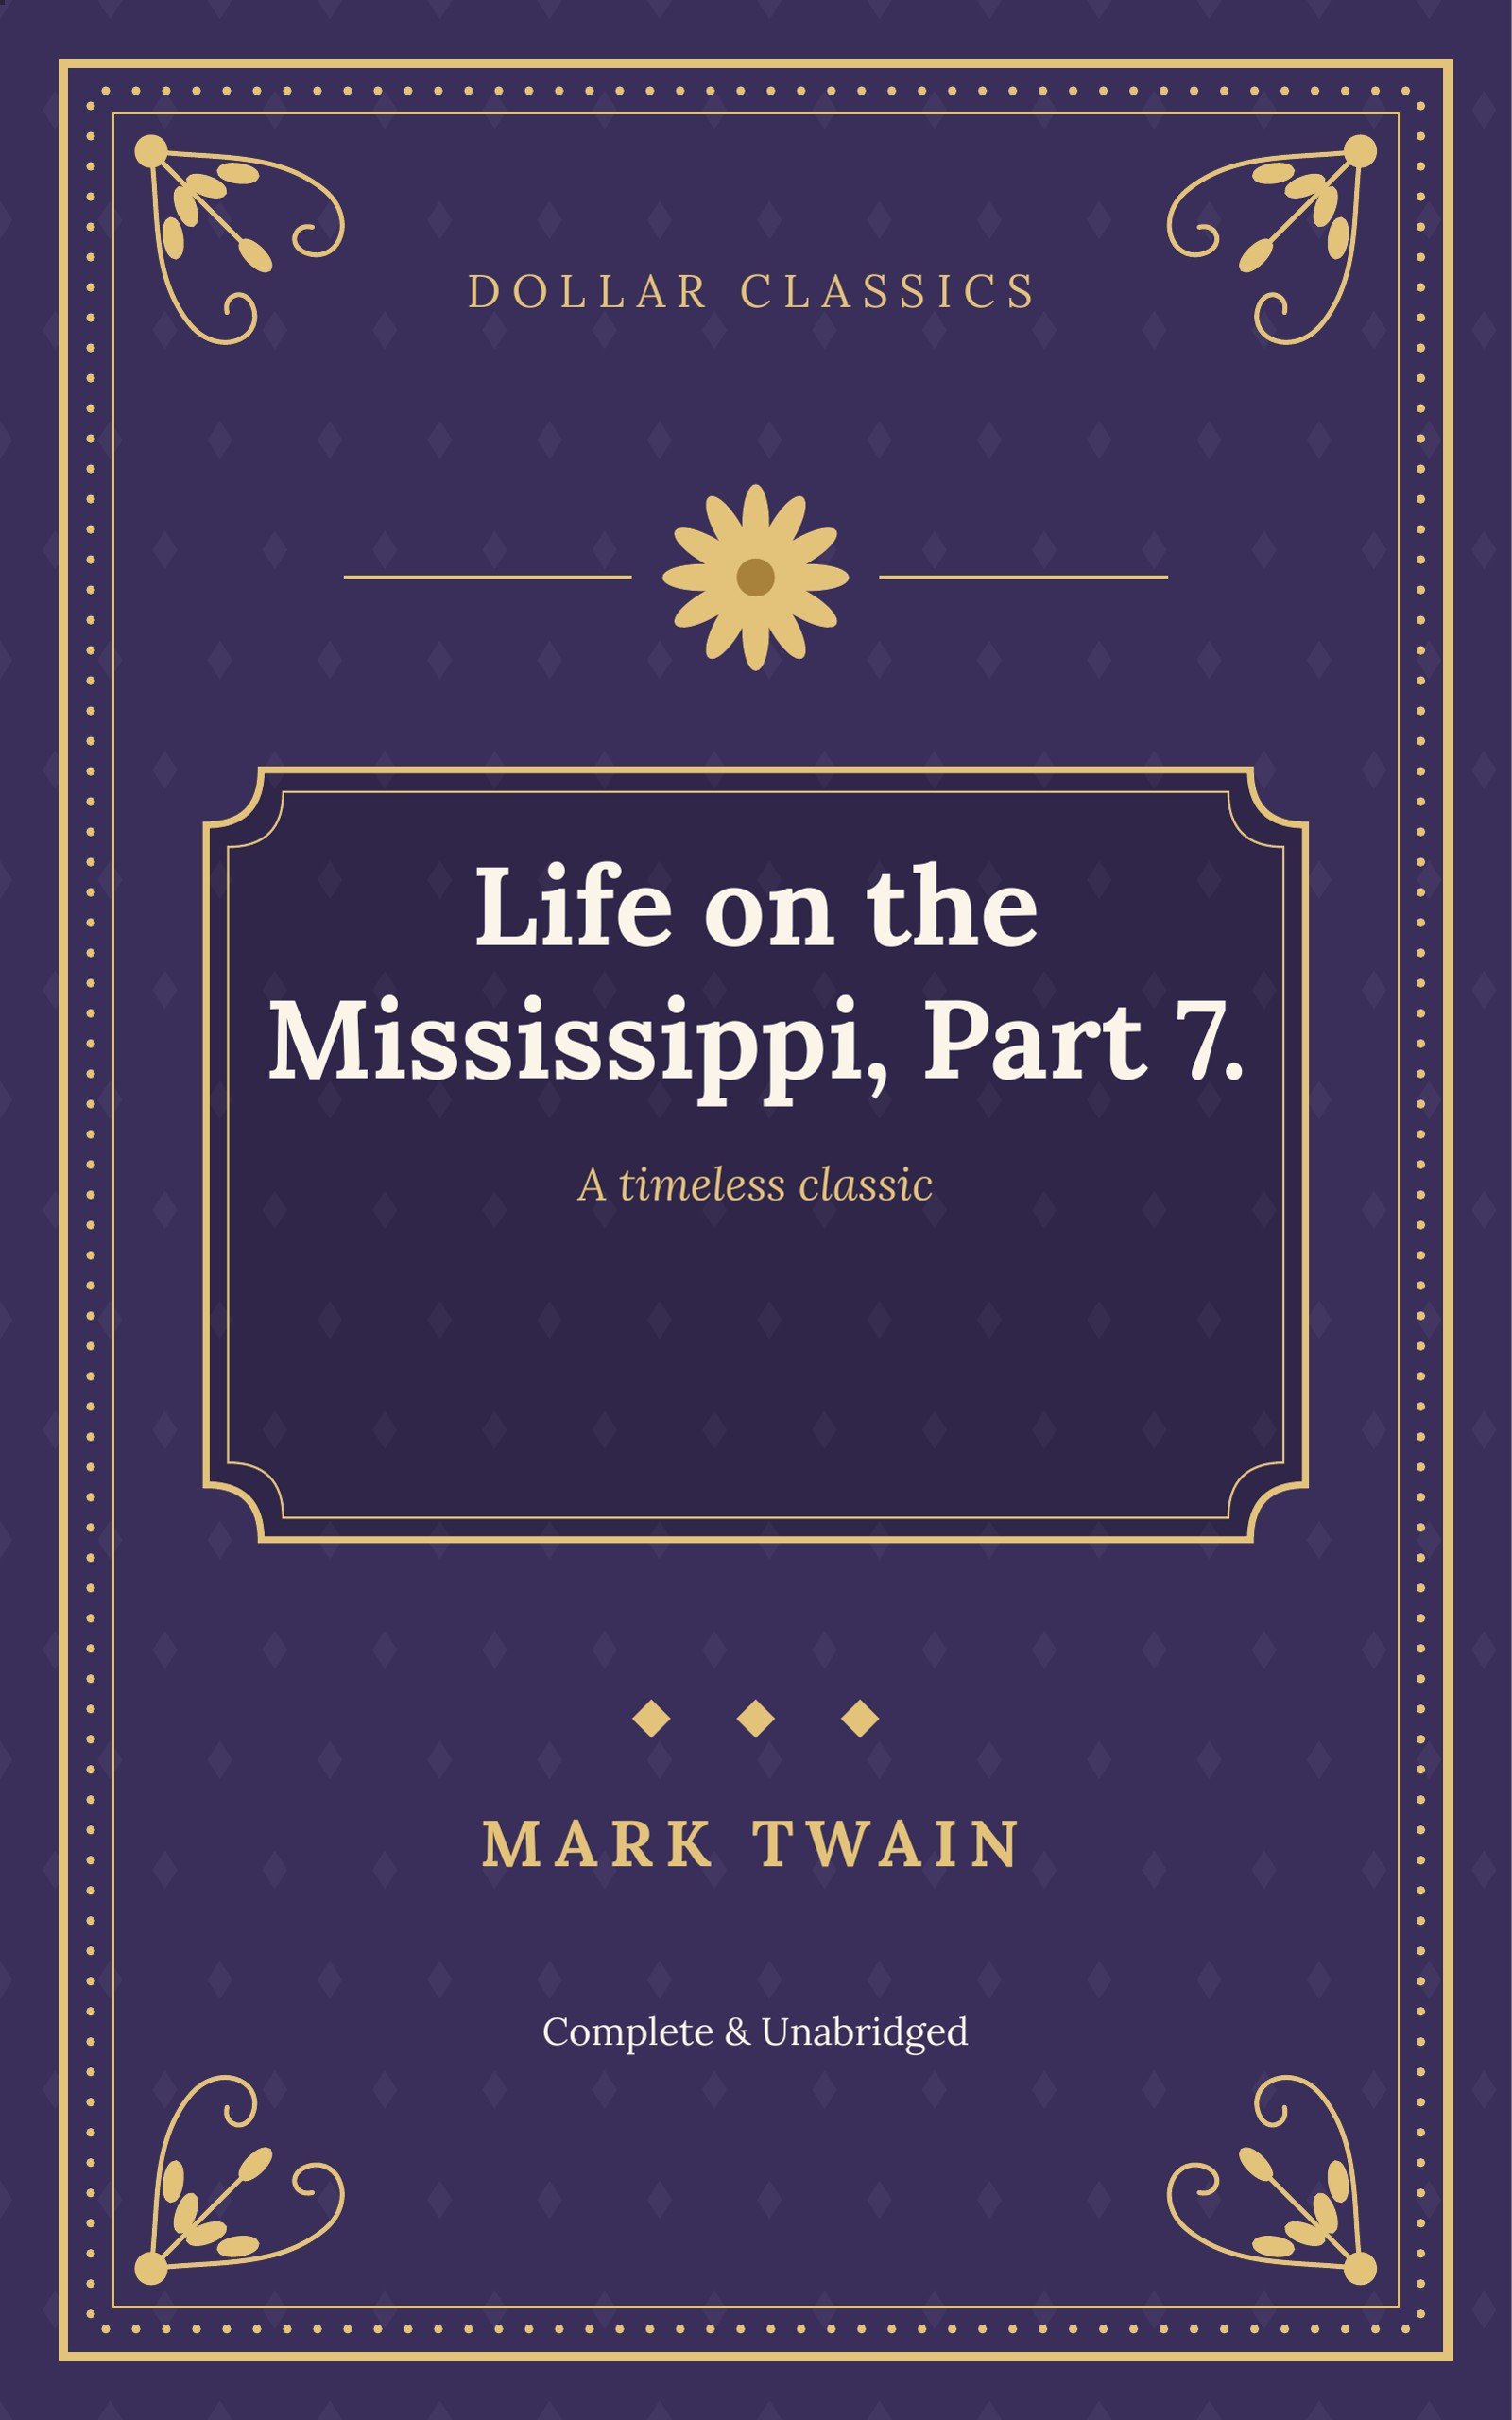 DOLLAR CLASSICS
Life on the
Mississippi, Part 7.
A timeless classic
MARK TWAIN
Complete & Unabridged